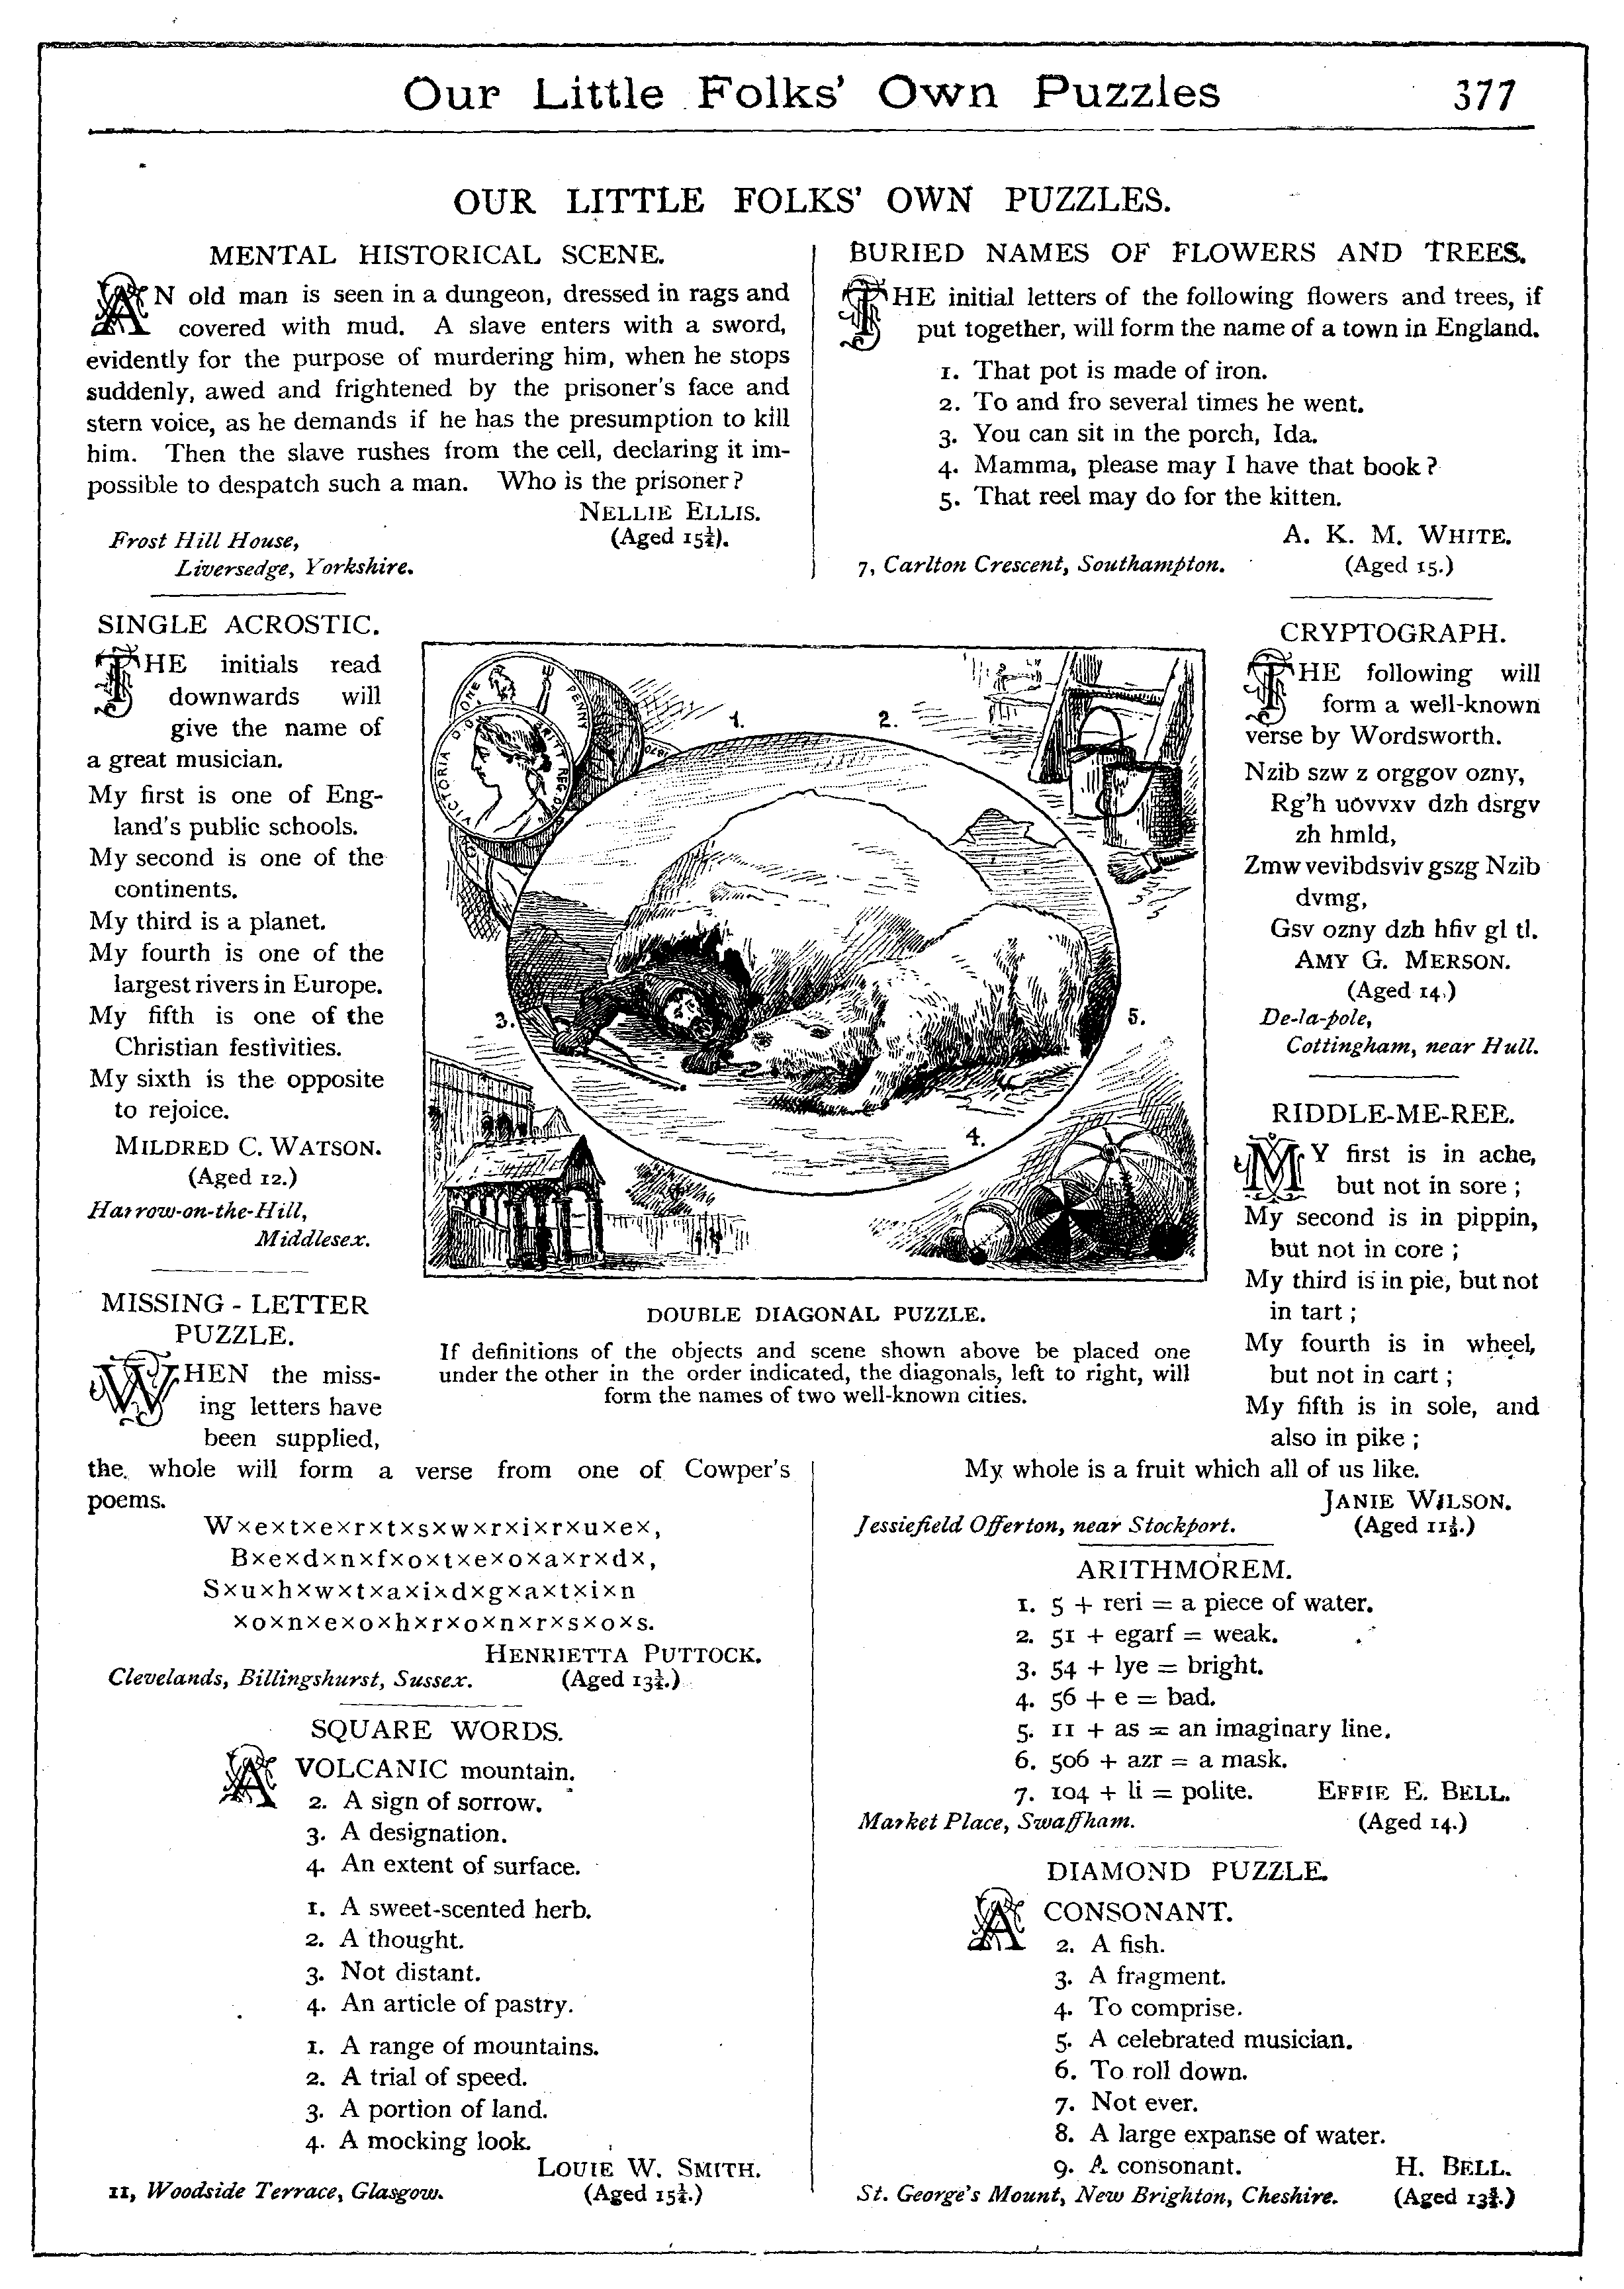 Our Little Folks' Own Puzzles 377
OUR LITTLE FOLKS' OWN PUZZLES.
MENTAL HISTORICAL SCENE.
AN old man is seen in a dungeon, dressed in rags and
covered with mud. A slave enters with a sword,
evidently for the purpose of murdering him, when he stops
suddenly, awed and frightened by the prisoner's face and
stern voice, as he demands if he has the presumption to kill
him. Then the slave rushes from the cell, declaring it im-
possible to despatch such a man. Who is the prisoner?
NELLIE ELLIS.
Frost Hill House, (Aged 15¼).
Liversedge, Yorkshire.
BURIED NAMES OF FLOWERS AND TREES.
THE initial letters of the following flowers and trees, if
put together, will form the name of a town in England.
1. That pot is made of iron.
2. To and fro several times he went.
3. You can sit in the porch, Ida.
4. Mamma, please may I have that book?
5. That reel may do for the kitten.
A. K. M. WHITE.
7, Carlton Crescent, Southampton. (Aged 15.)
SINGLE ACROSTIC.
THE initials read
downwards will
give the name of
a great musician.
My first is one of Eng-
land's public schools.
My second is one of the
continents.
My third is a planet.
My fourth is one of the
largest rivers in Europe.
My fifth is one of the
Christian festivities.
My sixth is the opposite
to rejoice.
MILDRED C. WATSON.
(Aged 12.)
Harrow-on-the-Hill,
Middlesex.
ONE PENNY
VICTORIA D: G: BRITT: REG: D:
1870
1.
2.
3.
4.
5.
DOUBLE DIAGONAL PUZZLE.
If definitions of the objects and scene shown above be placed one
under the other in the order indicated, the diagonals, left to right, will
form the names of two well-known cities.
CRYPTOGRAPH.
THE following will
form a well-known
verse by Wordsworth.
Nzib szw z orggov ozny,
Rg'h uovvxv dzh dsrgv
zh hmld,
Zmw vevibdsviv gszg Nzib
dvmg,
Gsv ozny dzh hfiv gl tl.
AMY G. MERSON.
(Aged 14.)
De-la-pole,
Cottingham, near Hull.
RIDDLE-ME-REE.
MY first is in ache,
but not in sore;
My second is in pippin,
but not in core;
My third is in pie, but not
in tart;
My fourth is in wheel,
but not in cart;
My fifth is in sole, and
also in pike;
My whole is a fruit which all of us like.
JANIE WILSON.
Jessiefield Offerton, near Stockport. (Aged 11½.)
MISSING-LETTER
PUZZLE.
WHEN the miss-
ing letters have
been supplied,
the whole will form a verse from one of Cowper's
poems.
W×e×t×e×r×t×s×w×r×i×r×u×e×,
B×e×d×n×f×o×t×e×o×a×r×d×,
S×u×h×w×t×a×i×d×g×a×t×i×n
×o×n×e×o×h×r×o×n×r×s×o×s.
HENRIETTA PUTTOCK.
Clevelands, Billingshurst, Sussex. (Aged 13¼.)
SQUARE WORDS.
A VOLCANIC mountain.
2. A sign of sorrow.
3. A designation.
4. An extent of surface.
1. A sweet-scented herb.
2. A thought.
3. Not distant.
4. An article of pastry.
1. A range of mountains.
2. A trial of speed.
3. A portion of land.
4. A mocking look.
LOUIE W. SMITH.
11, Woodside Terrace, Glasgow. (Aged 15¼.)
ARITHMOREM.
1. 5 + reri = a piece of water.
2. 51 + egarf = weak.
3. 54 + lye = bright.
4. 56 + e = bad.
5. 11 + as = an imaginary line.
6. 506 + azr = a mask.
7. 104 + li = polite. EFFIE E. BELL.
Market Place, Swaffham. (Aged 14.)
DIAMOND PUZZLE.
A CONSONANT.
2. A fish.
3. A fragment.
4. To comprise.
5. A celebrated musician.
6. To roll down.
7. Not ever.
8. A large expanse of water.
9. A consonant. H. BELL.
St. George's Mount, New Brighton, Cheshire. (Aged 13¾.)